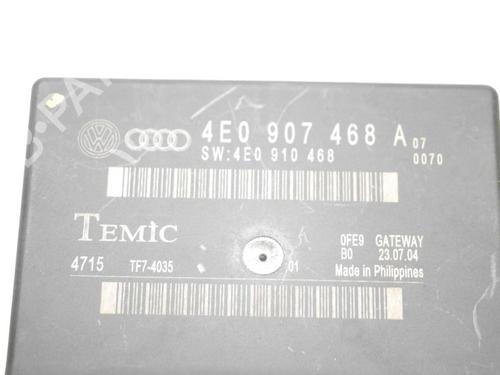 4E0 907 468 A 07
SW:4E0 910 468 0070
TEMIC
0FE9 GATEWAY
B0 23.07.04
4715 TF7-4035 01 Made in Philippines